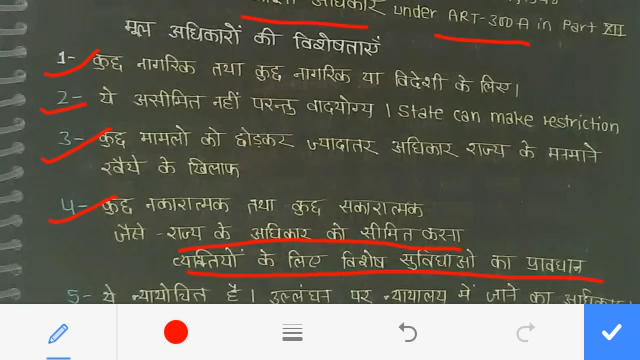 अधिकार under ART-300A in Part XII
मूल अधिकारों की विशेषताएँ
1- कुछ नागरिक तथा कुछ नागरिक या विदेशी के लिए।
2- ये असीमित नहीं परन्तु वादयोग्य । State can make restriction
3- कुछ मामलो को छोड़कर ज्यादातर अधिकार राज्य के मनमाने
रवैये के खिलाफ
4- कुछ नकारात्मक तथा कुछ सकारात्मक
जैसे - राज्य के अधिकार को सीमित करना
व्यक्तियों के लिए विशेष सुविधाओ का प्रावधान
5- ये न्यायोचित हैं । उल्लंघन पर न्यायालय में जाने का अधिकार